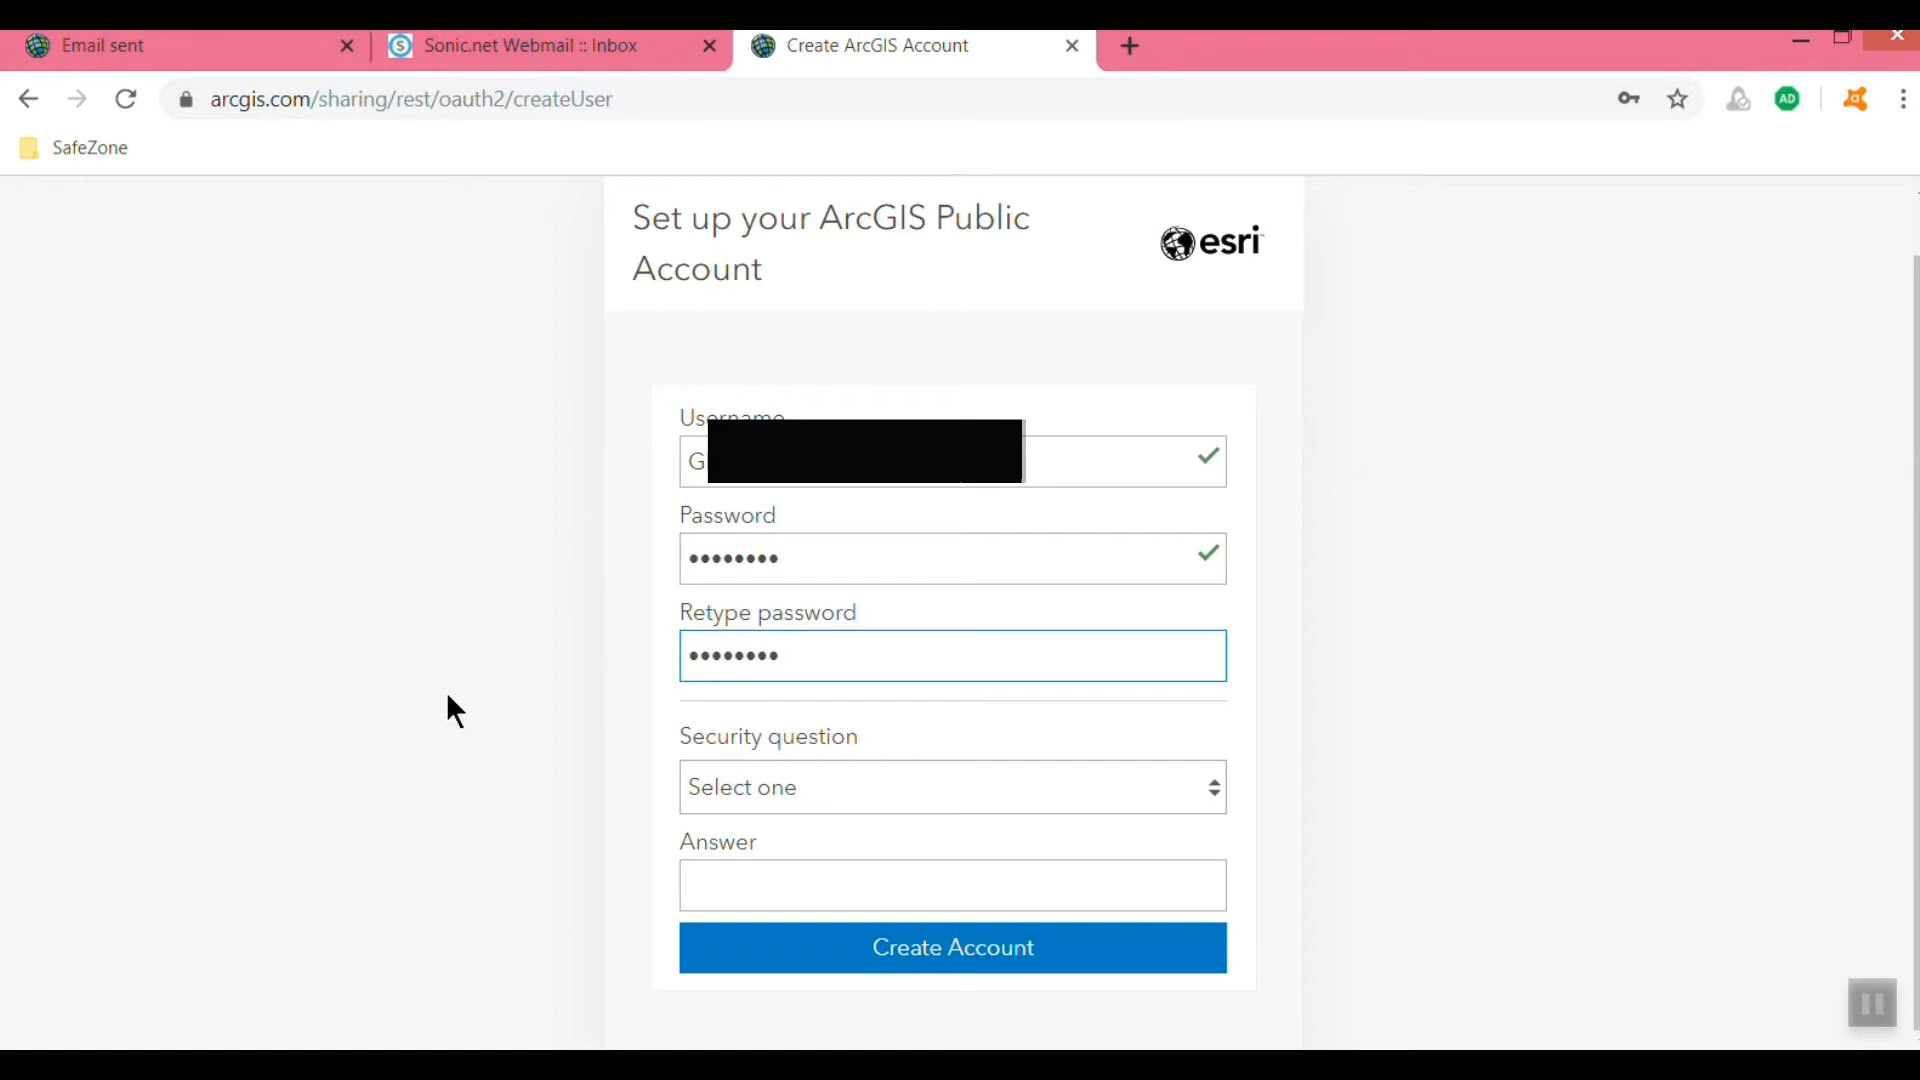 Email sent
Sonic.net Webmail :: Inbox
Create ArcGIS Account
arcgis.com/sharing/rest/oauth2/createUser
AD
SafeZone
Set up your ArcGIS Public
Account
esri
Username
G
Password
••••••••
Retype password
••••••••
Security question
Select one
Answer
Create Account